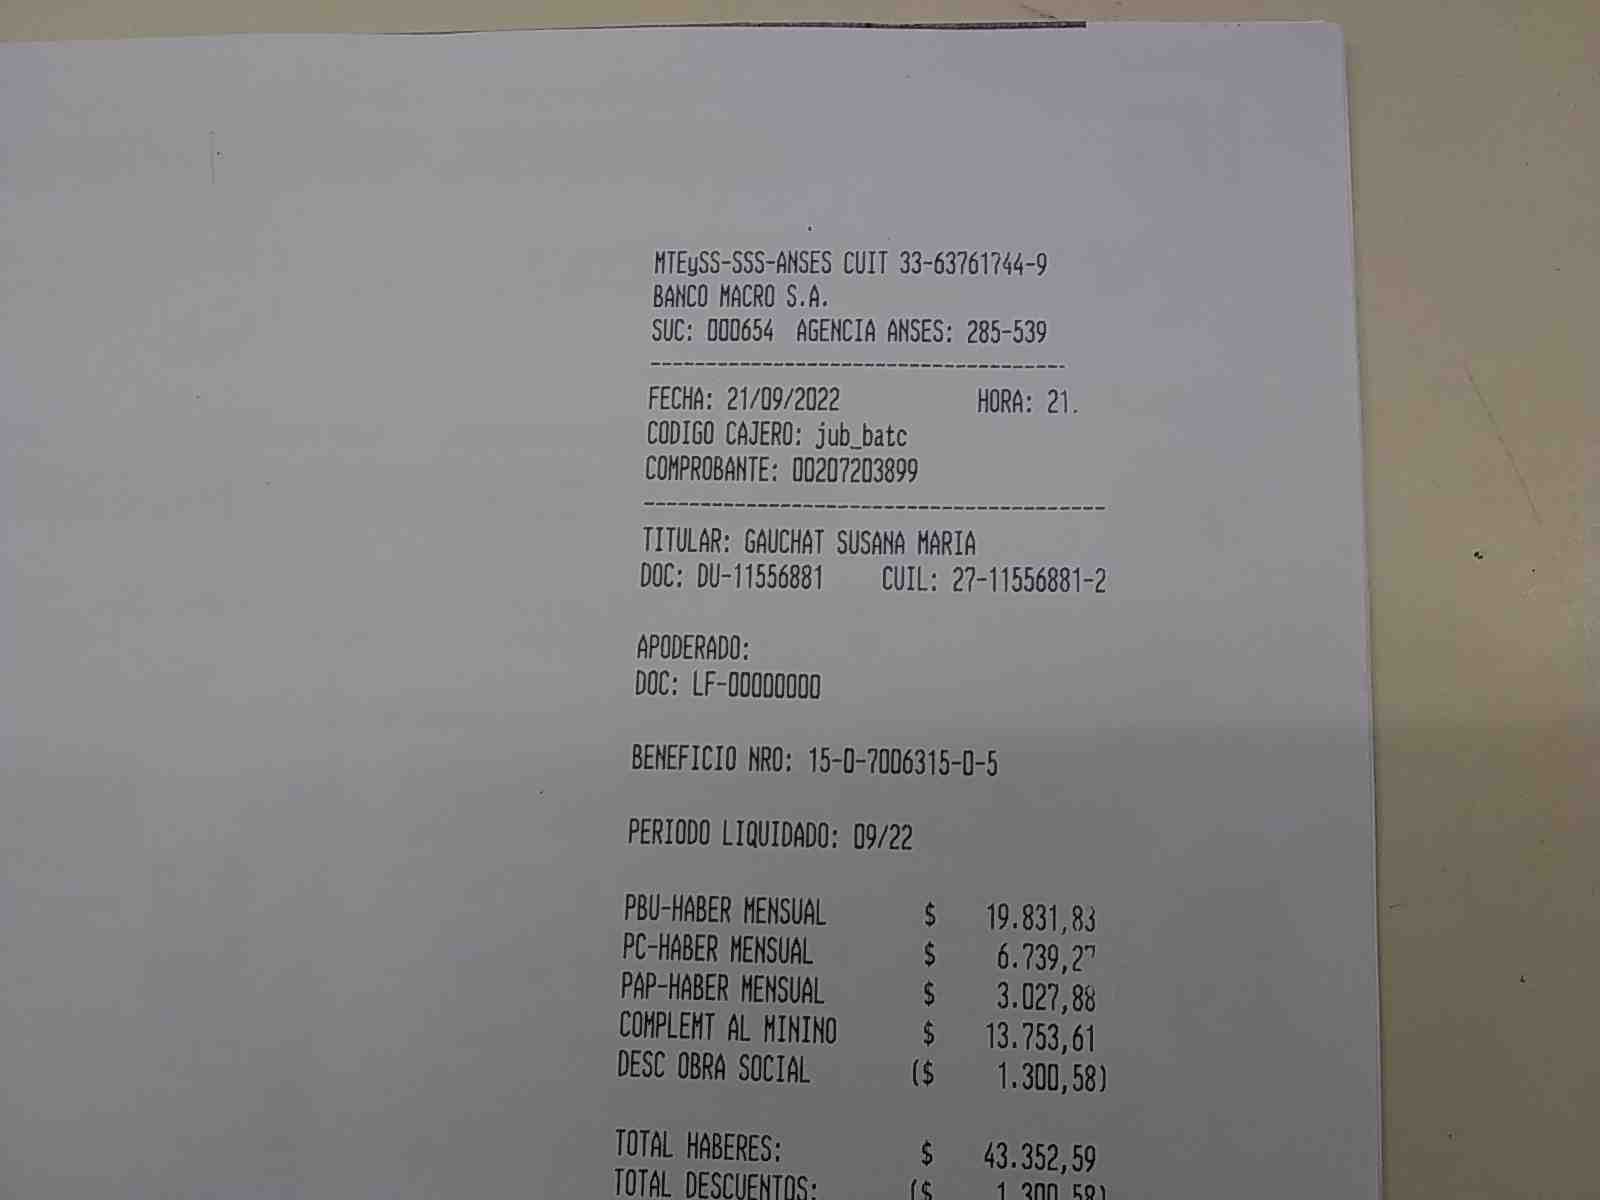 MTEySS-SSS-ANSES CUIT 33-63761744-9
BANCO MACRO S.A.
SUC: 000654 AGENCIA ANSES: 285-539
--------------------------------------
FECHA: 21/09/2022 HORA: 21.
CODIGO CAJERO: jub_batc
COMPROBANTE: 00207203899
------------------------------------------
TITULAR: GAUCHAT SUSANA MARIA
DOC: DU-11556881 CUIL: 27-11556881-2
APODERADO:
DOC: LF-00000000
BENEFICIO NRO: 15-0-7006315-0-5
PERIODO LIQUIDADO: 09/22
PBU-HABER MENSUAL $ 19.831,83
PC-HABER MENSUAL $ 6.739,27
PAP-HABER MENSUAL $ 3.027,88
COMPLEMT AL MININO $ 13.753,61
DESC OBRA SOCIAL ($ 1.300,58)
TOTAL HABERES: $ 43.352,59
TOTAL DESCUENTOS: ($ 1.300,58)